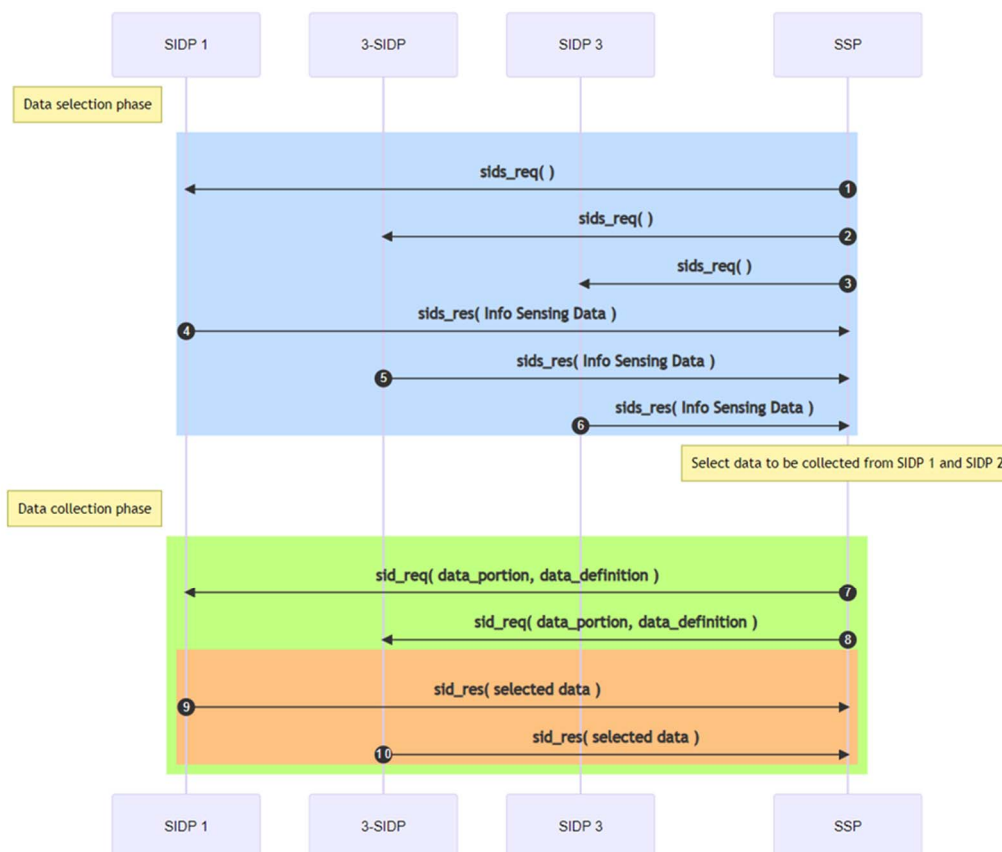 SIDP 1
3-SIDP
SIDP 3
SSP
Data selection phase
sids_req( )
1
sids_req( )
2
sids_req( )
3
sids_res( Info Sensing Data )
4
sids_res( Info Sensing Data )
5
sids_res( Info Sensing Data )
6
Select data to be collected from SIDP 1 and SIDP 2
Data collection phase
sid_req( data_portion, data_definition )
7
sid_req( data_portion, data_definition )
8
sid_res( selected data )
9
sid_res( selected data )
10
SIDP 1
3-SIDP
SIDP 3
SSP